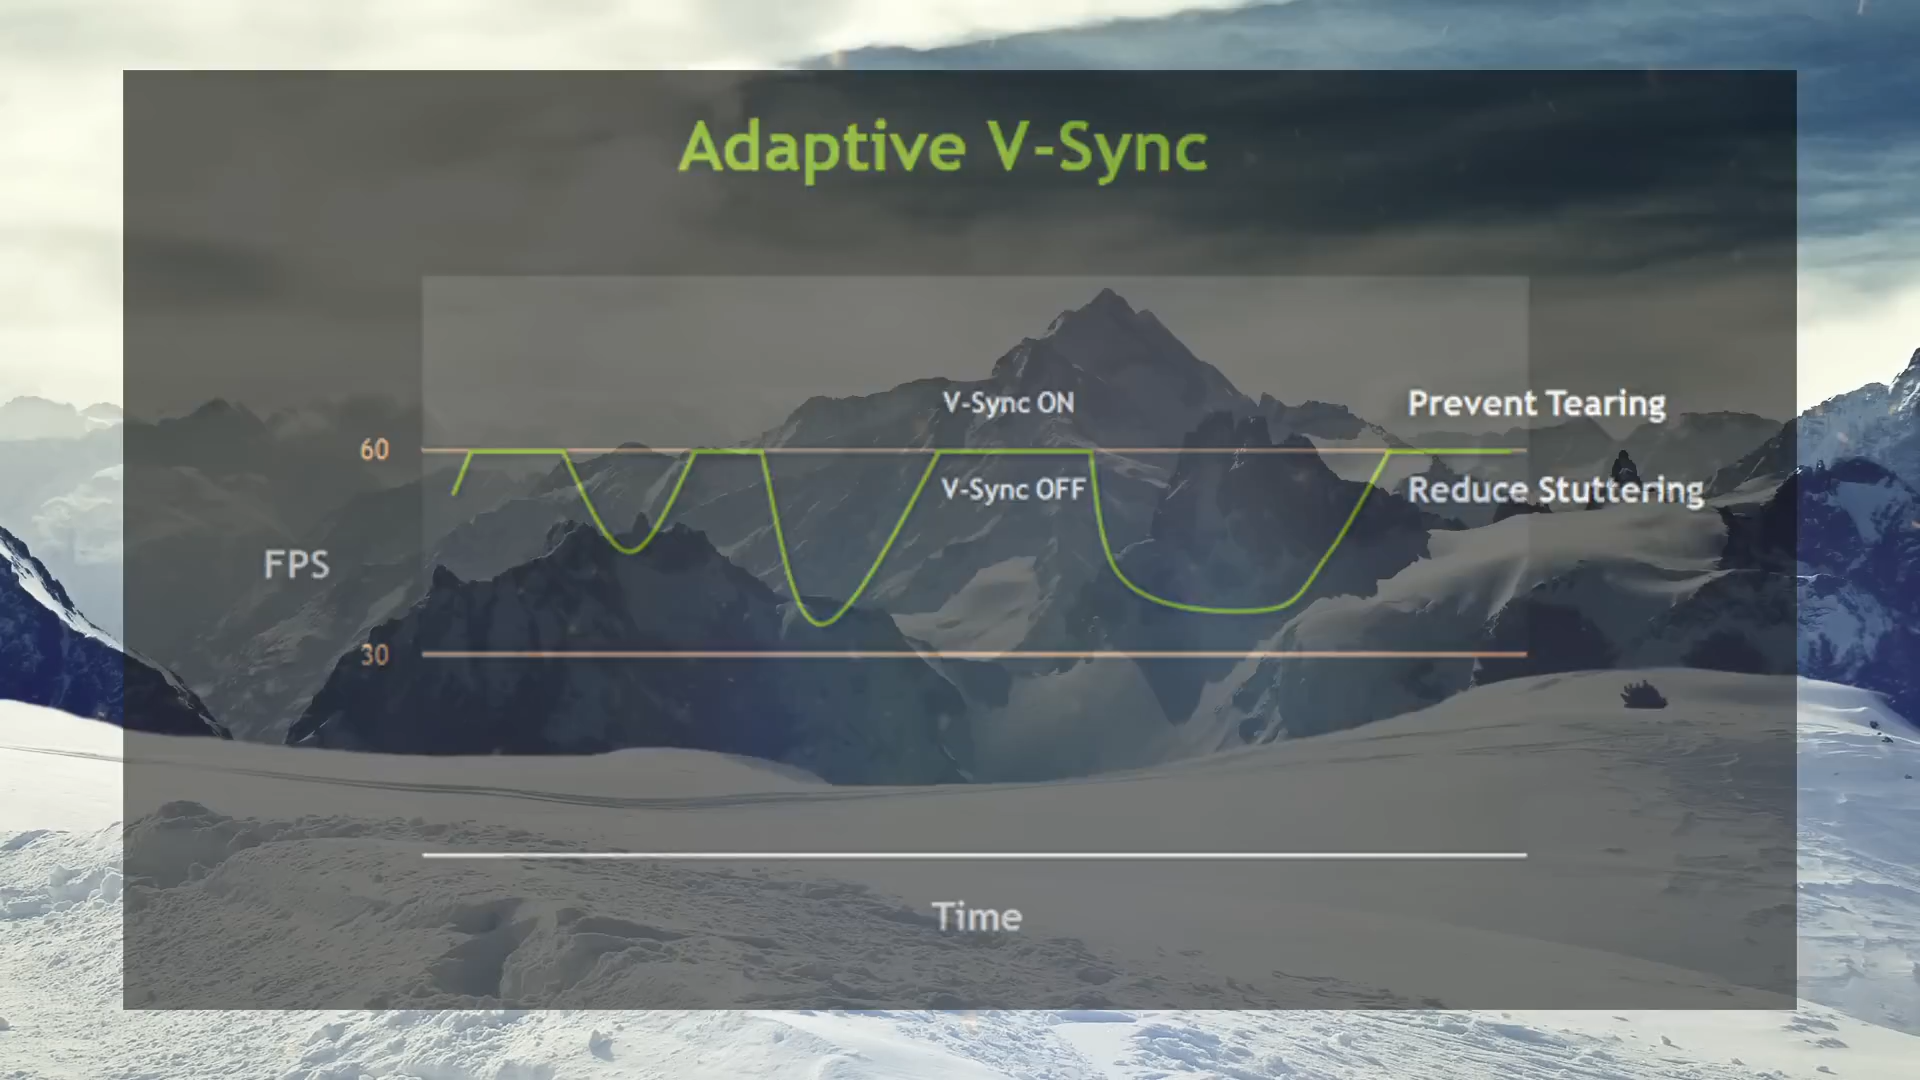 Adaptive V-Sync
V-Sync ON
Prevent Tearing
60
V-Sync OFF
Reduce Stuttering
FPS
30
Time